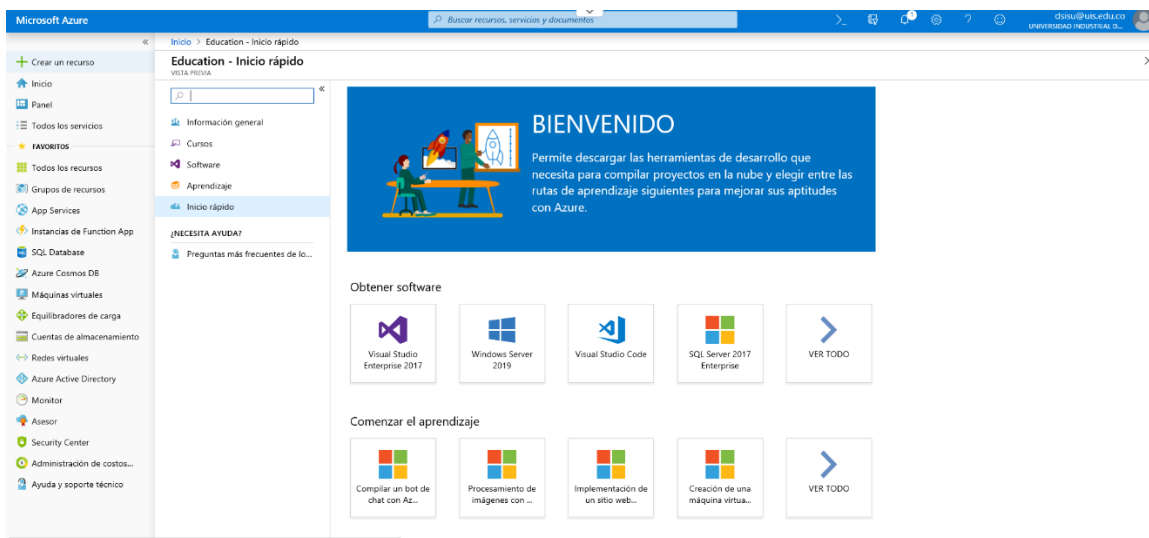 Microsoft Azure
Buscar recursos, servicios y documentos
1
dsisu@uis.edu.co
UNIVERSIDAD INDUSTRIAL D...
Crear un recurso
Inicio
Panel
Todos los servicios
FAVORITOS
Todos los recursos
Grupos de recursos
App Services
Instancias de Function App
SQL Database
Azure Cosmos DB
Máquinas virtuales
Equilibradores de carga
Cuentas de almacenamiento
Redes virtuales
Azure Active Directory
Monitor
Asesor
Security Center
Administración de costos...
Ayuda y soporte técnico
Inicio > Education - Inicio rápido
Education - Inicio rápido
VISTA PREVIA
Información general
Cursos
Software
Aprendizaje
Inicio rápido
¿NECESITA AYUDA?
Preguntas más frecuentes de lo...
BIENVENIDO
Permite descargar las herramientas de desarrollo que
necesita para compilar proyectos en la nube y elegir entre las
rutas de aprendizaje siguientes para mejorar sus aptitudes
con Azure.
Obtener software
Visual Studio
Enterprise 2017
Windows Server
2019
Visual Studio Code
SQL Server 2017
Enterprise
VER TODO
Comenzar el aprendizaje
Compilar un bot de
chat con Az...
Procesamiento de
imágenes con ...
Implementación de
un sitio web...
Creación de una
máquina virtua...
VER TODO